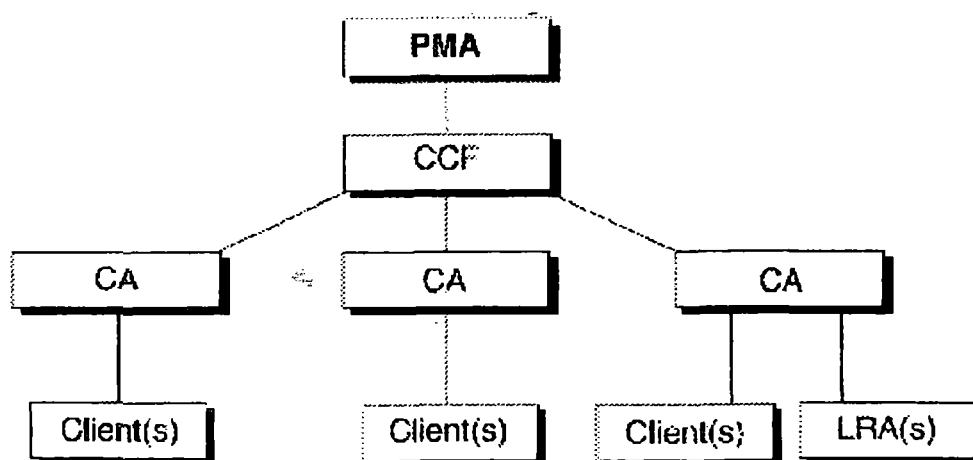 PMA
CCF
CA CA CA
Client(s) Client(s) Client(s) LRA(s)